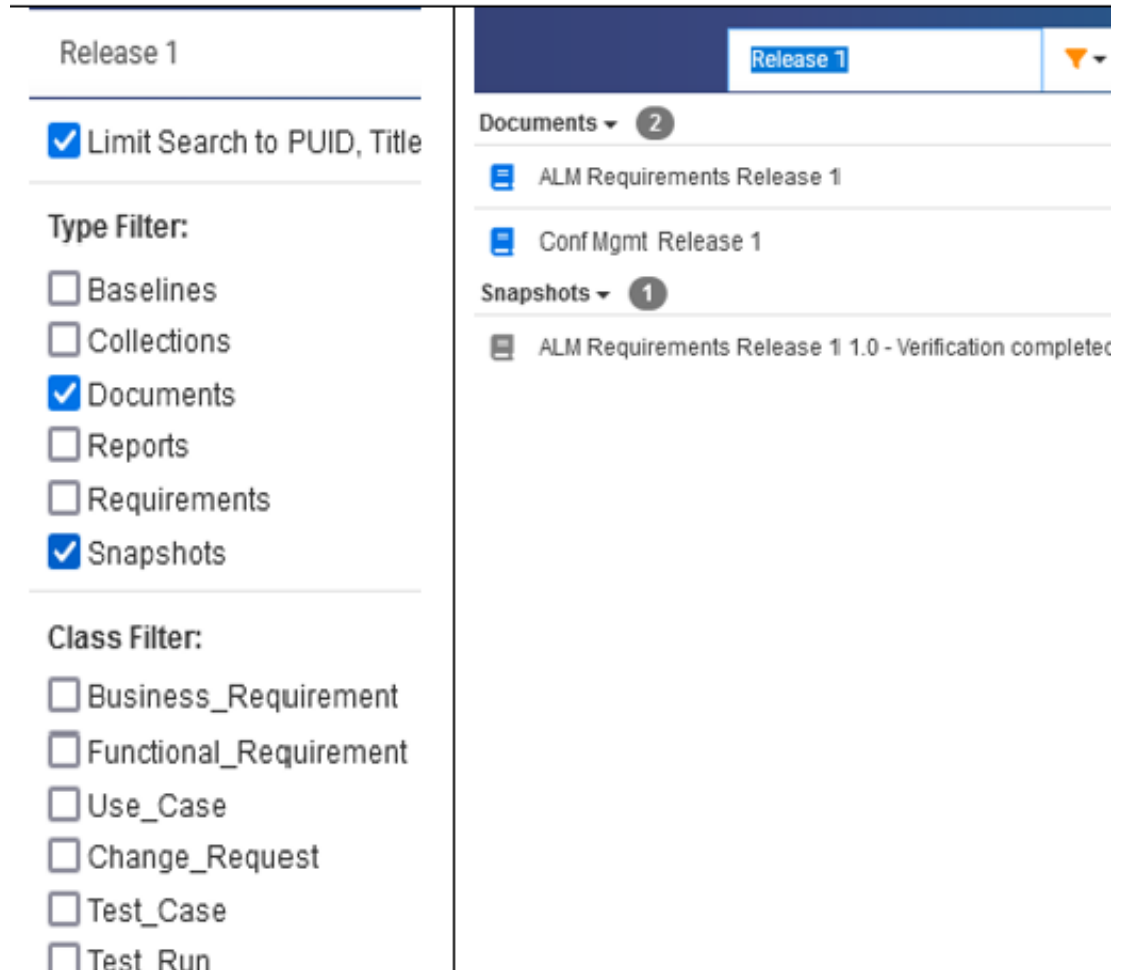 Release 1
Limit Search to PUID, Title
Type Filter:
Baselines
Collections
Documents
Reports
Requirements
Snapshots
Class Filter:
Business_Requirement
Functional_Requirement
Use_Case
Change_Request
Test_Case
Test_Run
Release 1
Documents 2
ALM Requirements Release 1
Conf Mgmt Release 1
Snapshots 1
ALM Requirements Release 1 1.0 - Verification completed